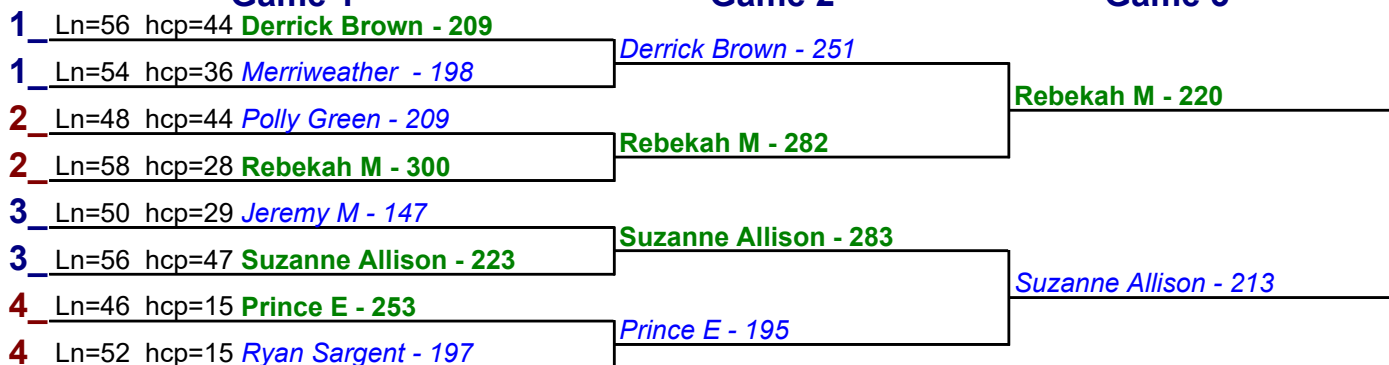 Game 2
1_ Ln=56 hcp=44 Derrick Brown - 209
Derrick Brown - 251
1_ Ln=54 hcp=36 Merriweather - 198
Rebekah M - 220
2_ Ln=48 hcp=44 Polly Green - 209
Rebekah M - 282
2_ Ln=58 hcp=28 Rebekah M - 300
3_ Ln=50 hcp=29 Jeremy M - 147
Suzanne Allison - 283
3_ Ln=56 hcp=47 Suzanne Allison - 223
Suzanne Allison - 213
4_ Ln=46 hcp=15 Prince E - 253
Prince E - 195
4 Ln=52 hcp=15 Ryan Sargent - 197